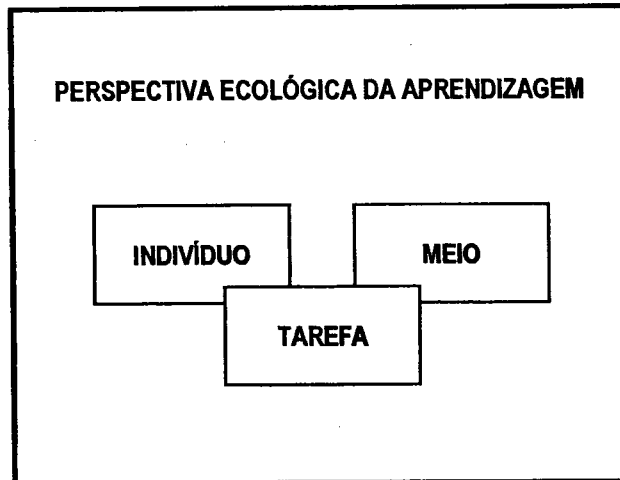 PERSPECTIVA ECOLÓGICA DA APRENDIZAGEM
INDIVÍDUO
MEIO
TAREFA